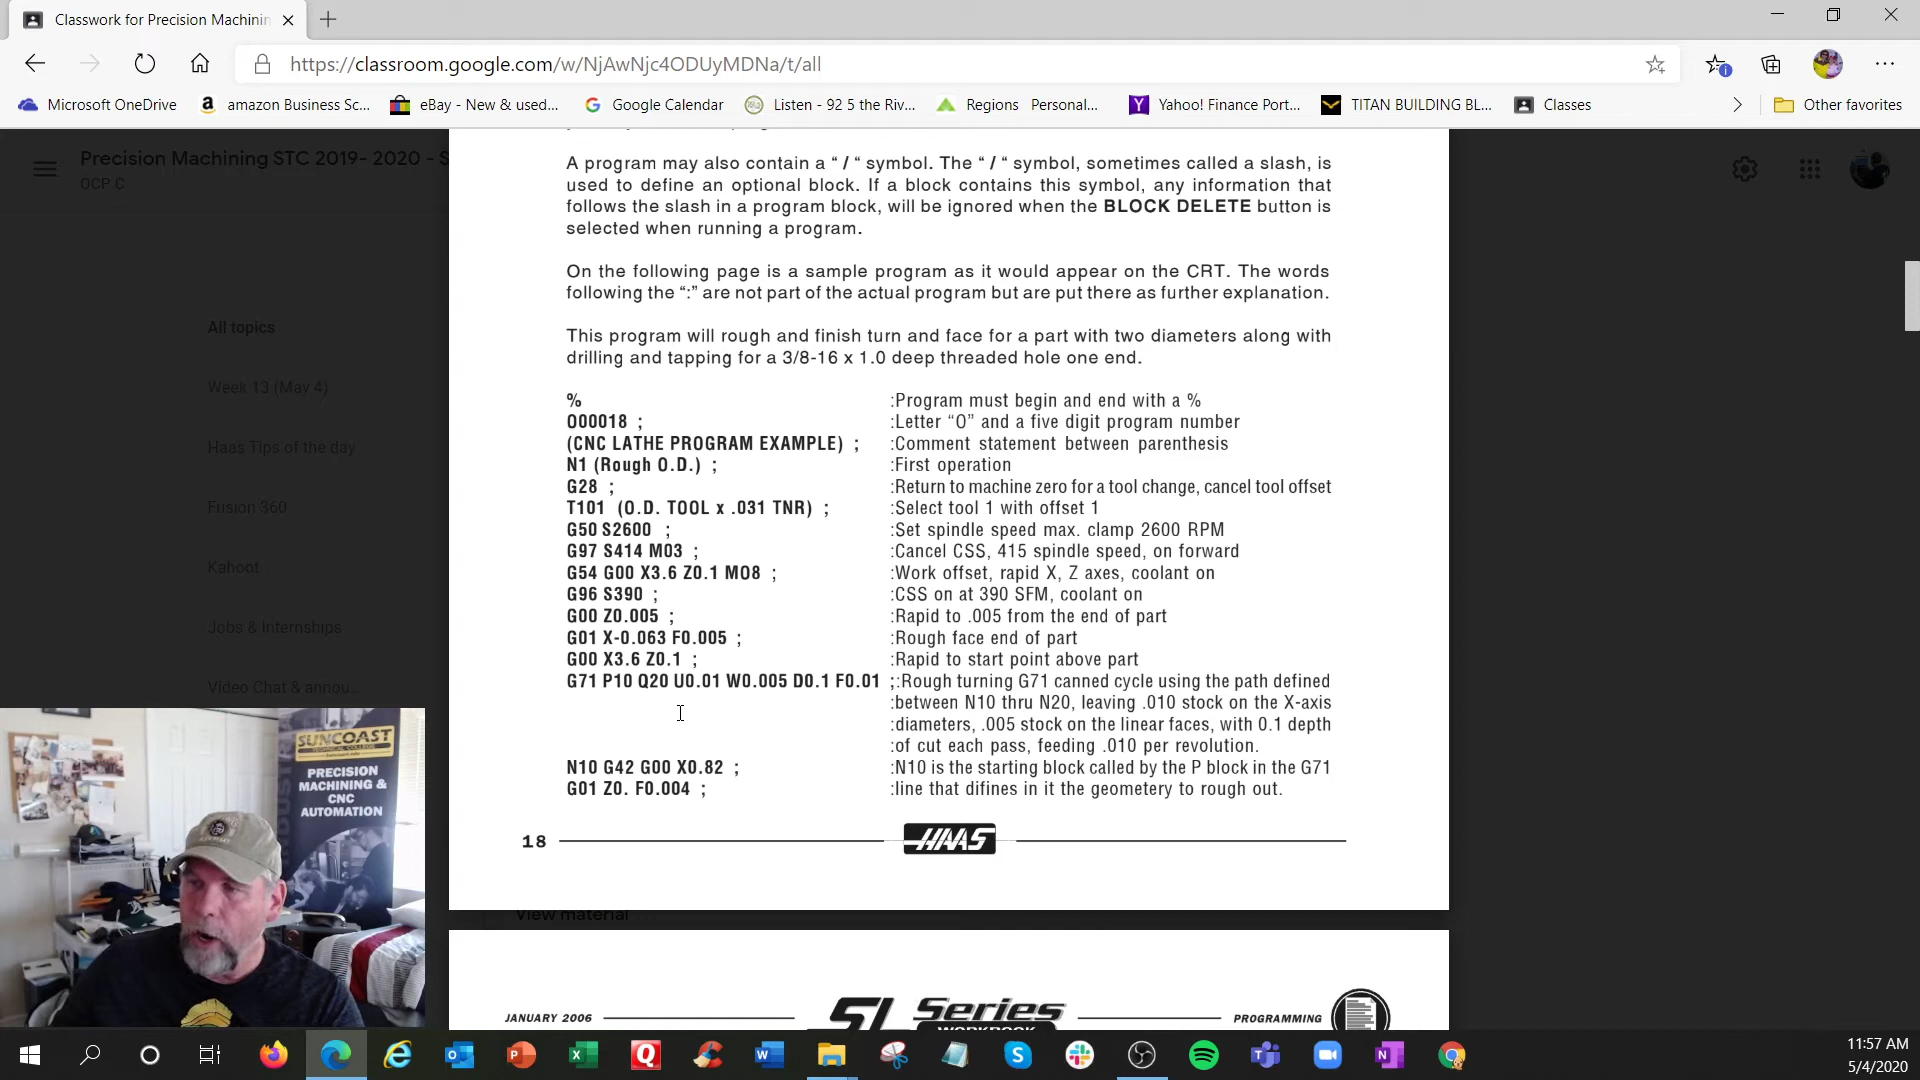 Classwork for Precision Machinin
https://classroom.google.com/w/NjAwNjc4ODUyMDNa/t/all
Microsoft OneDrive
amazon Business Sc...
eBay - New & used...
Google Calendar
Listen - 92 5 the Riv...
Regions Personal...
Yahoo! Finance Port...
TITAN BUILDING BL...
Classes
Other favorites
Precision Machining STC 2019- 2020 - S
OCP C
All topics
Week 13 (May 4)
Haas Tips of the day
Fusion 360
Kahoot
Jobs & Internships
Video Chat & annou...
A program may also contain a “ / “ symbol. The “ / “ symbol, sometimes called a slash, is
used to define an optional block. If a block contains this symbol, any information that
follows the slash in a program block, will be ignored when the BLOCK DELETE button is
selected when running a program.
On the following page is a sample program as it would appear on the CRT. The words
following the “:” are not part of the actual program but are put there as further explanation.
This program will rough and finish turn and face for a part with two diameters along with
drilling and tapping for a 3/8-16 x 1.0 deep threaded hole one end.
% :Program must begin and end with a %
O00018 ; :Letter “O” and a five digit program number
(CNC LATHE PROGRAM EXAMPLE) ; :Comment statement between parenthesis
N1 (Rough O.D.) ; :First operation
G28 ; :Return to machine zero for a tool change, cancel tool offset
T101 (O.D. TOOL x .031 TNR) ; :Select tool 1 with offset 1
G50 S2600 ; :Set spindle speed max. clamp 2600 RPM
G97 S414 M03 ; :Cancel CSS, 415 spindle speed, on forward
G54 G00 X3.6 Z0.1 M08 ; :Work offset, rapid X, Z axes, coolant on
G96 S390 ; :CSS on at 390 SFM, coolant on
G00 Z0.005 ; :Rapid to .005 from the end of part
G01 X-0.063 F0.005 ; :Rough face end of part
G00 X3.6 Z0.1 ; :Rapid to start point above part
G71 P10 Q20 U0.01 W0.005 D0.1 F0.01 ;:Rough turning G71 canned cycle using the path defined
:between N10 thru N20, leaving .010 stock on the X-axis
:diameters, .005 stock on the linear faces, with 0.1 depth
:of cut each pass, feeding .010 per revolution.
N10 G42 G00 X0.82 ; :N10 is the starting block called by the P block in the G71
G01 Z0. F0.004 ; :line that difines in it the geometery to rough out.
18
HAAS
View material
JANUARY 2006
SL Series
WORKBOOK
PROGRAMMING
SUNCOAST
PRECISION
MACHINING &
CNC
AUTOMATION
11:57 AM
5/4/2020